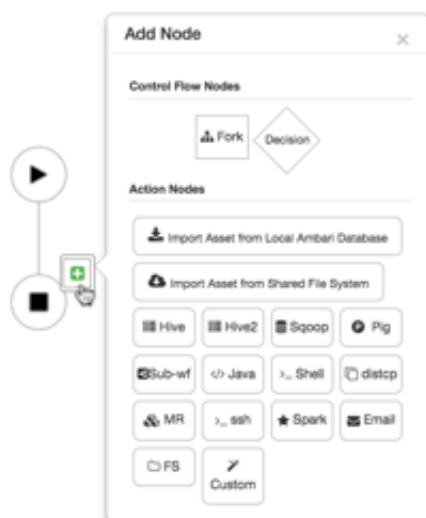 Add Node
Control Flow Nodes
Fork
Decision
Action Nodes
Import Asset from Local Ambari Database
Import Asset from Shared File System
Hive Hive2 Sqoop Pig
Sub-wf </> Java >_ Shell distcp
MR >_ ssh Spark Email
FS Custom